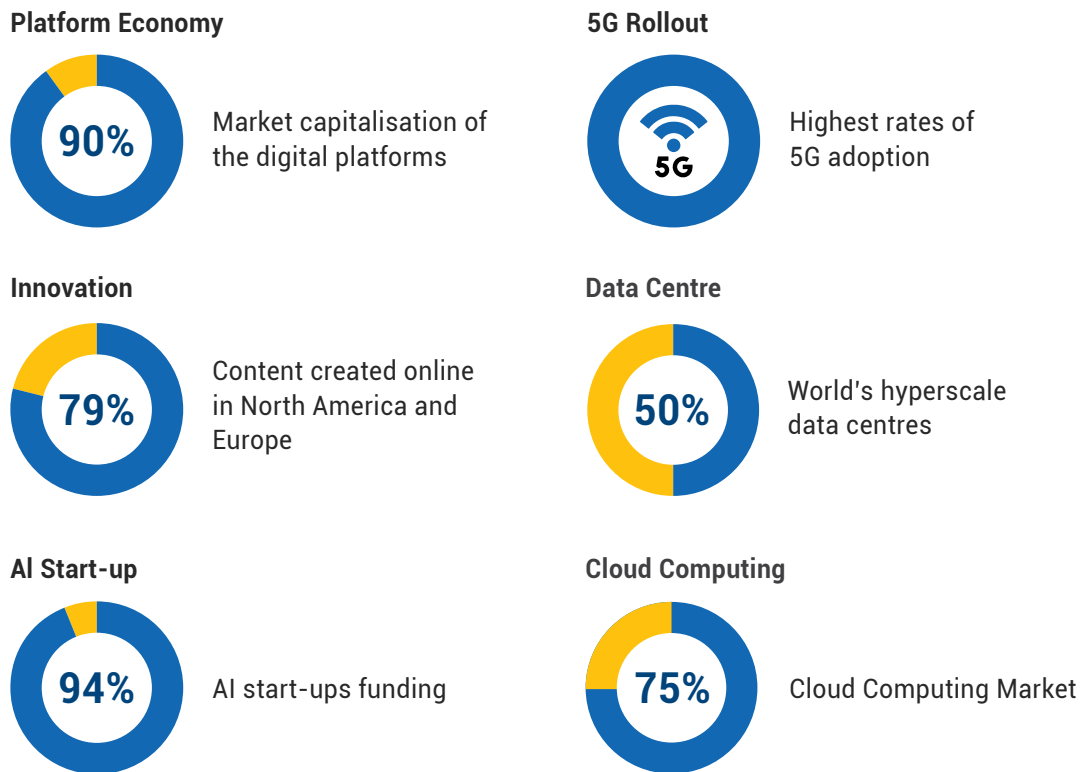 Platform Economy
90%
Market capitalisation of
the digital platforms
5G Rollout
5G
Highest rates of
5G adoption
Innovation
79%
Content created online
in North America and
Europe
Data Centre
50%
World's hyperscale
data centres
AI Start-up
94%
AI start-ups funding
Cloud Computing
75%
Cloud Computing Market